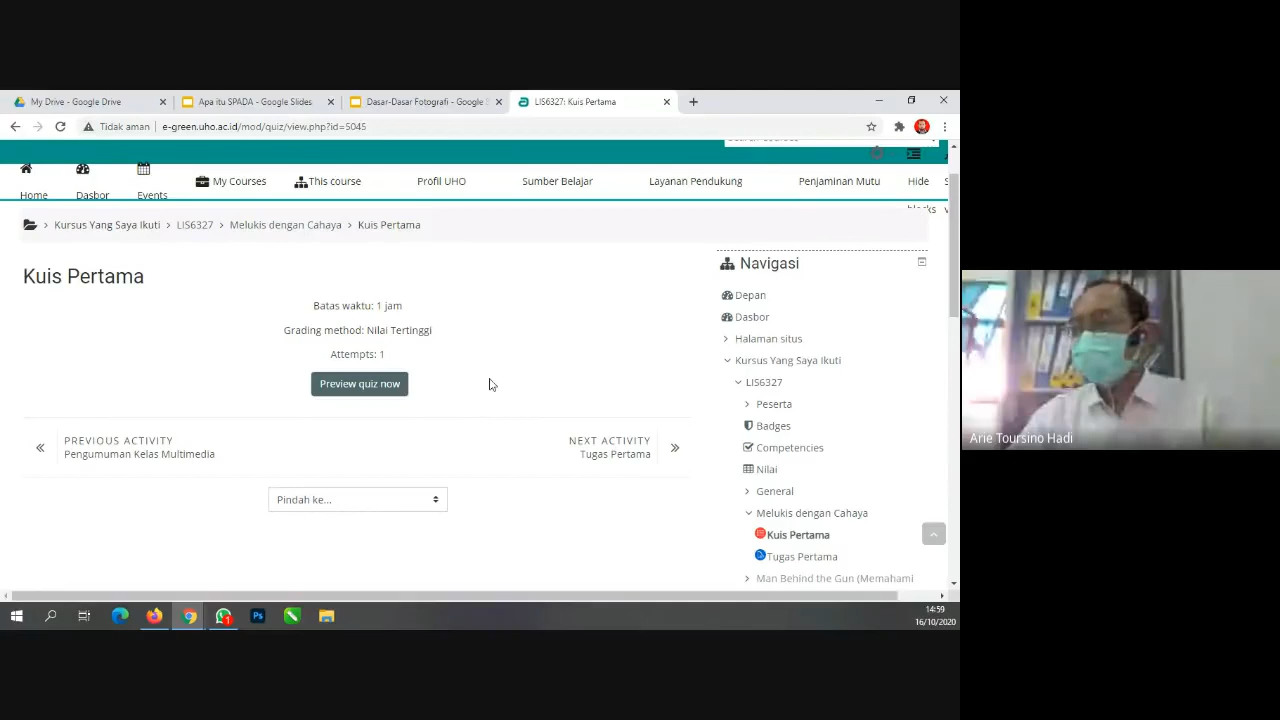 My Drive - Google Drive
Apa itu SPADA - Google Slides
Dasar-Dasar Fotografi - Google
LIS6327: Kuis Pertama
Tidak aman
e-green.uho.ac.id/mod/quiz/view.php?id=5045
Home
Dasbor
Events
My Courses
This course
Profil UHO
Sumber Belajar
Layanan Pendukung
Penjaminan Mutu
Hide
blocks
Kursus Yang Saya Ikuti > LIS6327 > Melukis dengan Cahaya > Kuis Pertama
Kuis Pertama
Batas waktu: 1 jam
Grading method: Nilai Tertinggi
Attempts: 1
Preview quiz now
PREVIOUS ACTIVITY
Pengumuman Kelas Multimedia
NEXT ACTIVITY
Tugas Pertama
Pindah ke...
Navigasi
Depan
Dasbor
Halaman situs
Kursus Yang Saya Ikuti
LIS6327
Peserta
Badges
Competencies
Nilai
General
Melukis dengan Cahaya
Kuis Pertama
Tugas Pertama
Man Behind the Gun (Memahami
14:59
16/10/2020
Arie Toursino Hadi